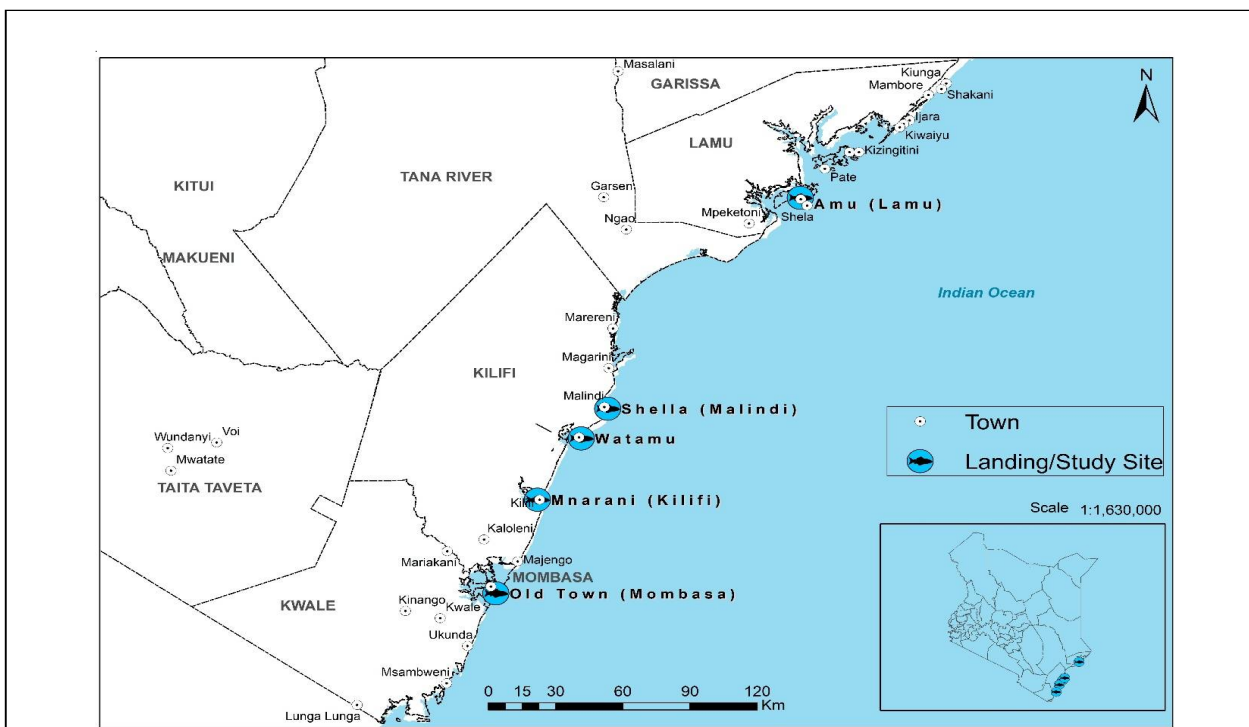 Masalani
GARISSA
Kiunga
Mambore
Shakani
N
Ijara
Kiwaiyu
LAMU
Kizingitini
KITUI
TANA RIVER
Pate
Garsen
Amu (Lamu)
Mpeketoni
Shela
Ngao
MAKUENI
Indian Ocean
Marereni
Magarini
KILIFI
Malindi
Shella (Malindi)
Town
Watamu
Wundanyi
Voi
Landing/Study Site
Mwatate
TAITA TAVETA
Kilifi
Mnarani (Kilifi)
Scale 1:1,630,000
Kaloleni
Mariakani
Majengo
MOMBASA
Old Town (Mombasa)
KWALE
Kinango
Kwale
Ukunda
Msambweni
0 15 30 60 90 120
Km
Lunga Lunga